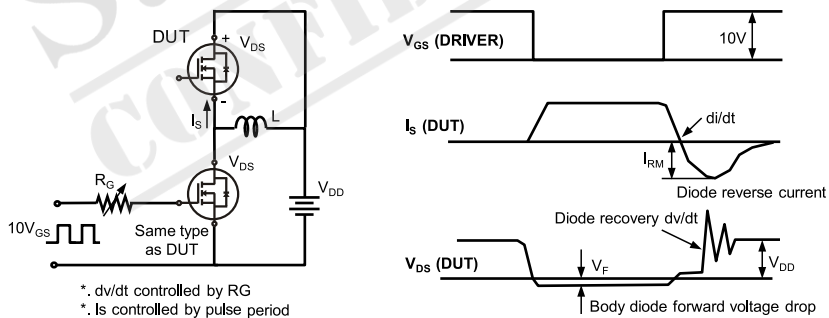 DUT
+
V_DS
-
I_S
L
V_DS
R_G
V_DD
10V_GS
Same type
as DUT
*. dv/dt controlled by RG
*. Is controlled by pulse period
V_GS (DRIVER)
10V
I_S (DUT)
di/dt
I_RM
Diode reverse current
Diode recovery dv/dt
V_DS (DUT)
V_F
V_DD
Body diode forward voltage drop